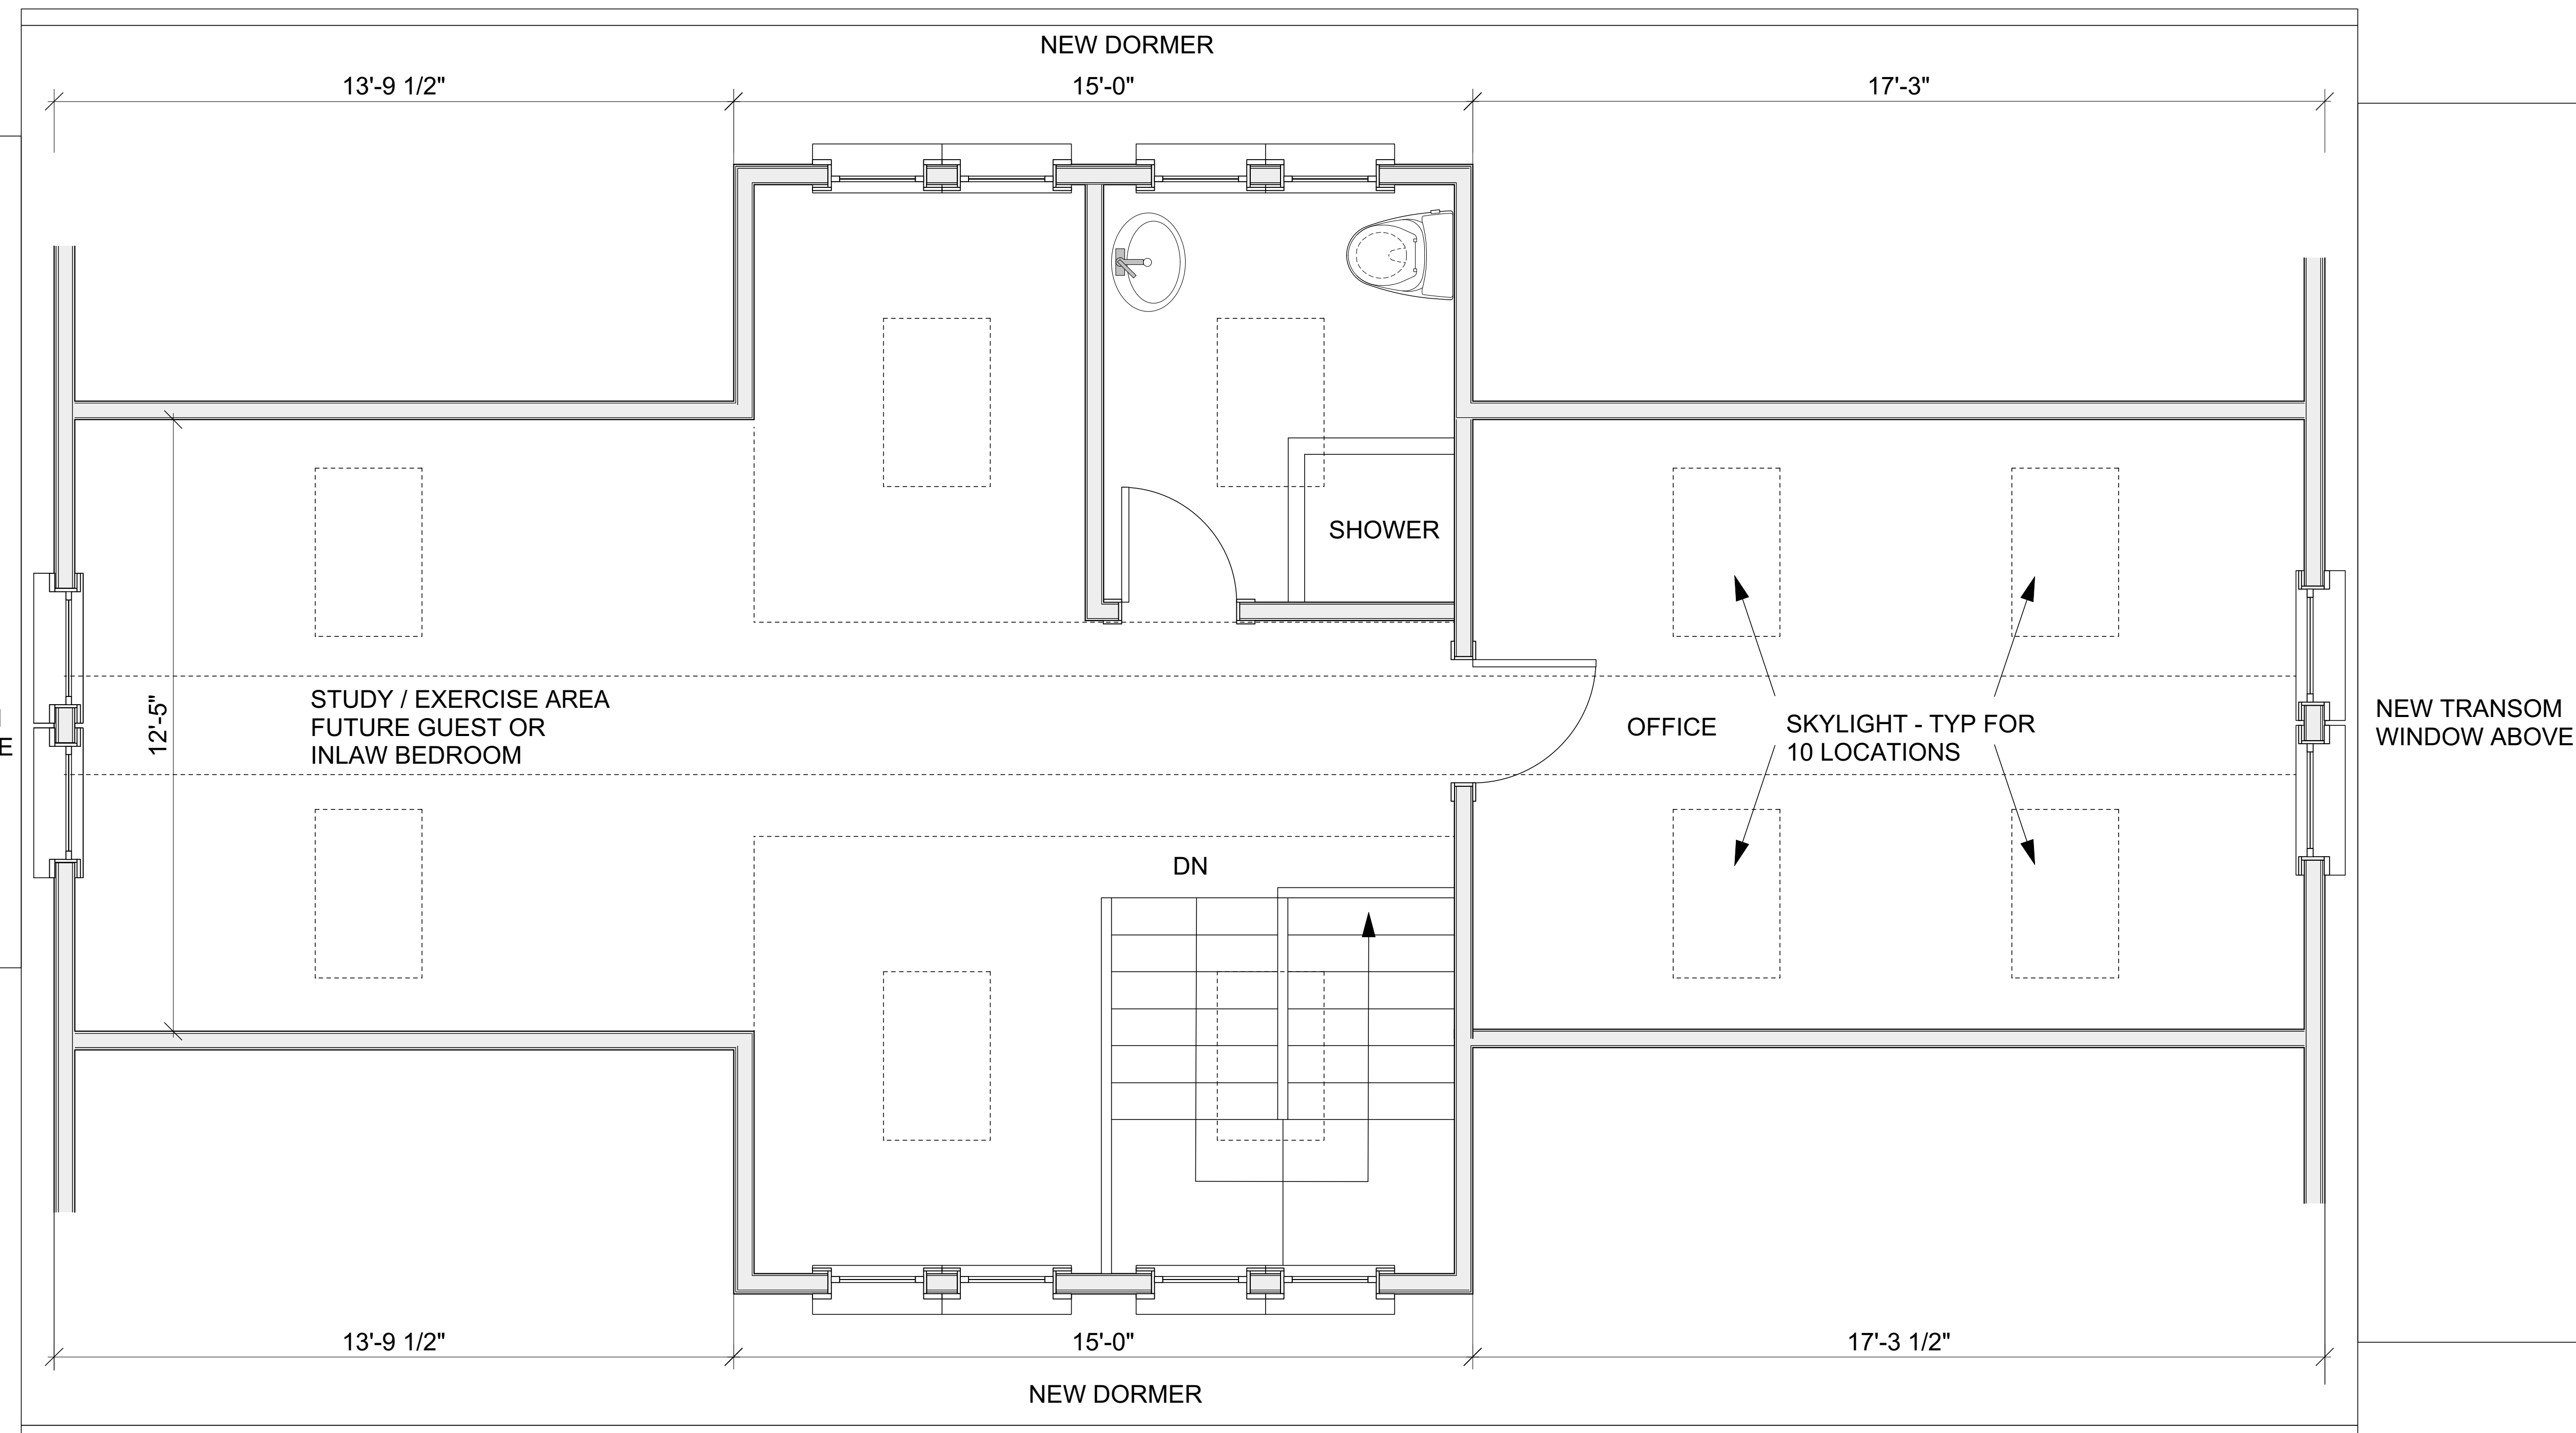 NEW DORMER
13'-9 1/2"
15'-0"
17'-3"
SHOWER
12'-5"
STUDY / EXERCISE AREA
FUTURE GUEST OR
INLAW BEDROOM
OFFICE
SKYLIGHT - TYP FOR
10 LOCATIONS
NEW TRANSOM
WINDOW ABOVE
E
DN
13'-9 1/2"
15'-0"
17'-3 1/2"
NEW DORMER